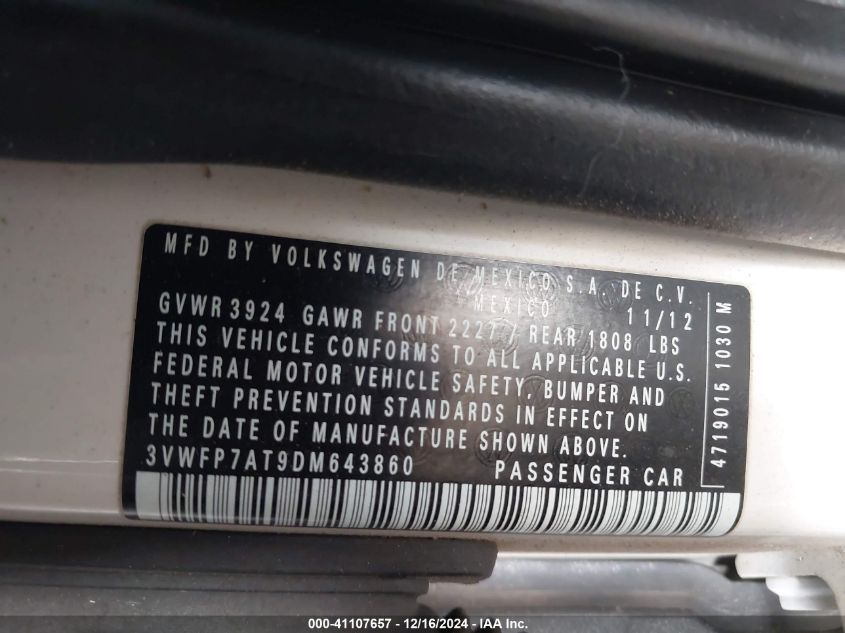 MFD BY VOLKSWAGEN DE MEXICO S.A. DE C.V.
MEXICO 11/12
GVWR 3924 GAWR FRONT REAR 1808 LBS
THIS VEHICLE CONFORMS TO ALL APPLICABLE U.S.
FEDERAL MOTOR VEHICLE SAFETY, BUMPER AND
THEFT PREVENTION STANDARDS IN EFFECT ON
THE DATE OF MANUFACTURE SHOWN ABOVE.
3VWFP7AT9DM643860 PASSENGER CAR
4719015 1030 M
000-41107657 - 12/16/2024 - IAA Inc.